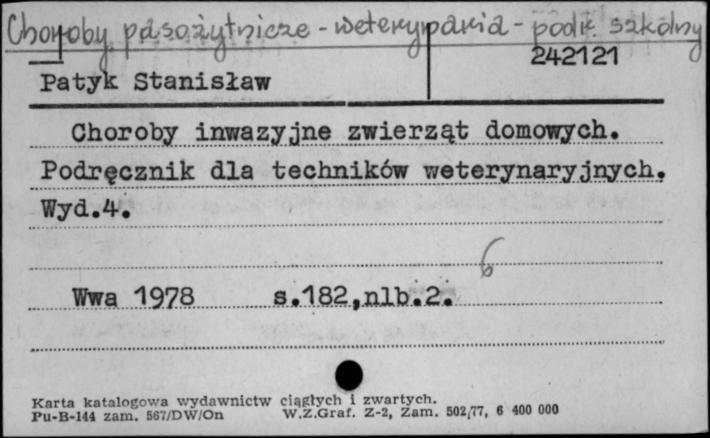 Choroby pasożytnicze - weterynaria - podr. szkolny
242121
Patyk Stanisław
Choroby inwazyjne zwierząt domowych.
Podręcznik dla techników weterynaryjnych.
Wyd.4.
6
Wwa 1978 s.182,nlb.2.
Karta katalogowa wydawnictw ciągłych i zwartych.
Pu-B-144 zam. 567/DW/On W.Z.Graf. Z-2, Zam. 502/77, 6 400 000